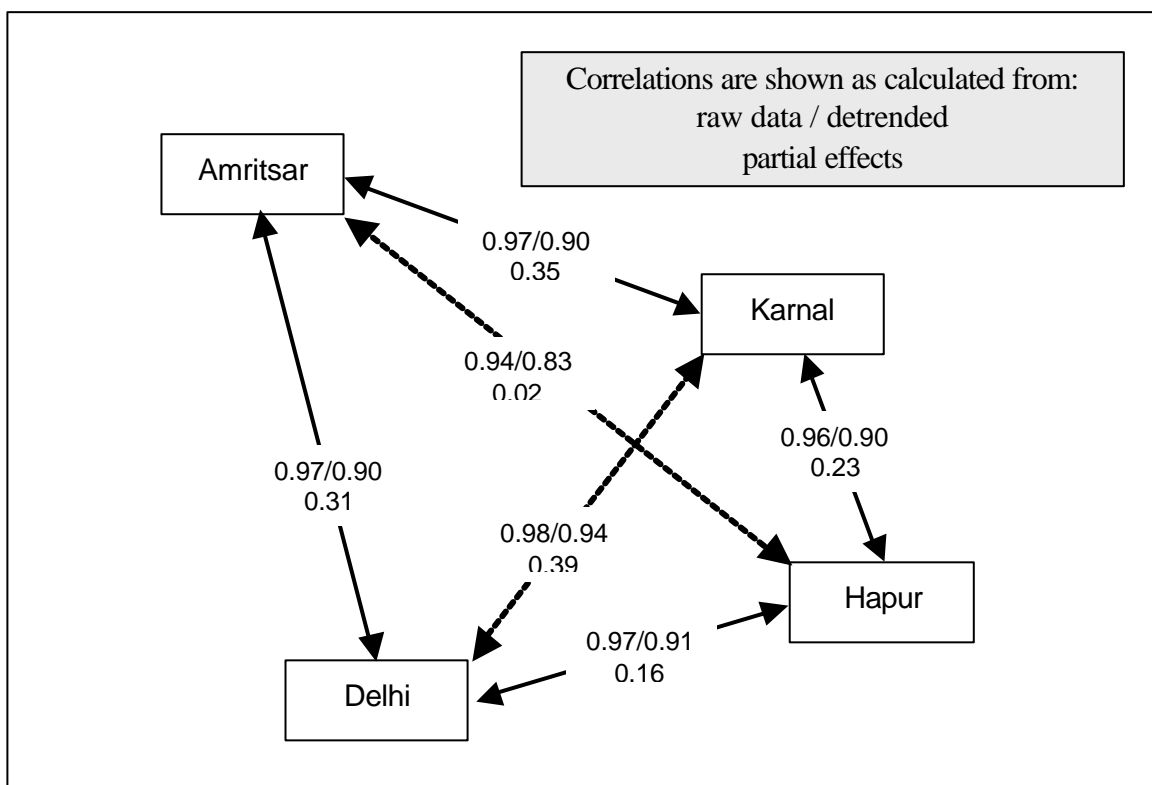 Correlations are shown as calculated from:
raw data / detrended
partial effects
Amritsar
0.97/0.90
0.35
Karnal
0.94/0.83
0.02
0.96/0.90
0.23
0.97/0.90
0.31
0.98/0.94
0.39
Hapur
0.97/0.91
0.16
Delhi